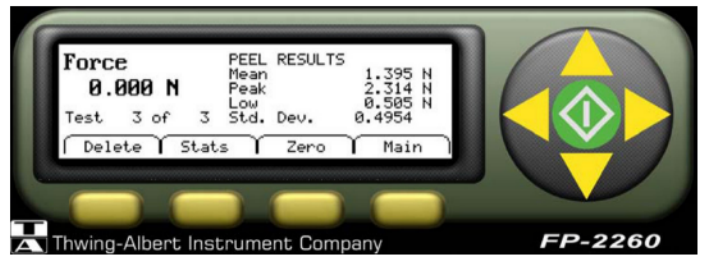 Force
0.000 N
Test 3 of 3
PEEL RESULTS
Mean 1.395 N
Peak 2.314 N
Low 0.505 N
Std. Dev. 0.4954
Delete Stats Zero Main
TA Thwing-Albert Instrument Company
FP-2260